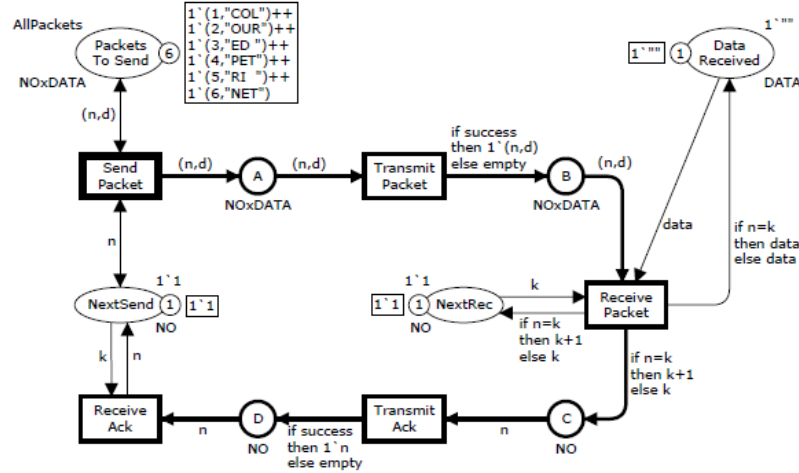 AllPackets
Packets
To Send
6
1`(1,"COL")++
1`(2,"OUR")++
1`(3,"ED ")++
1`(4,"PET")++
1`(5,"RI  ")++
1`(6,"NET")
NOxDATA
1`""
1`""
1
Data
Received
DATA
(n,d)
Send
Packet
(n,d)
A
NOxDATA
(n,d)
Transmit
Packet
if success
then 1`(n,d)
else empty
B
NOxDATA
(n,d)
data
if n=k
then data
else data
n
1`1
NextSend
1
1`1
NO
1`1
1`1
1
NextRec
NO
k
if n=k
then k+1
else k
Receive
Packet
if n=k
then k+1
else k
k
n
Receive
Ack
n
D
NO
if success
then 1`n
else empty
Transmit
Ack
n
C
NO